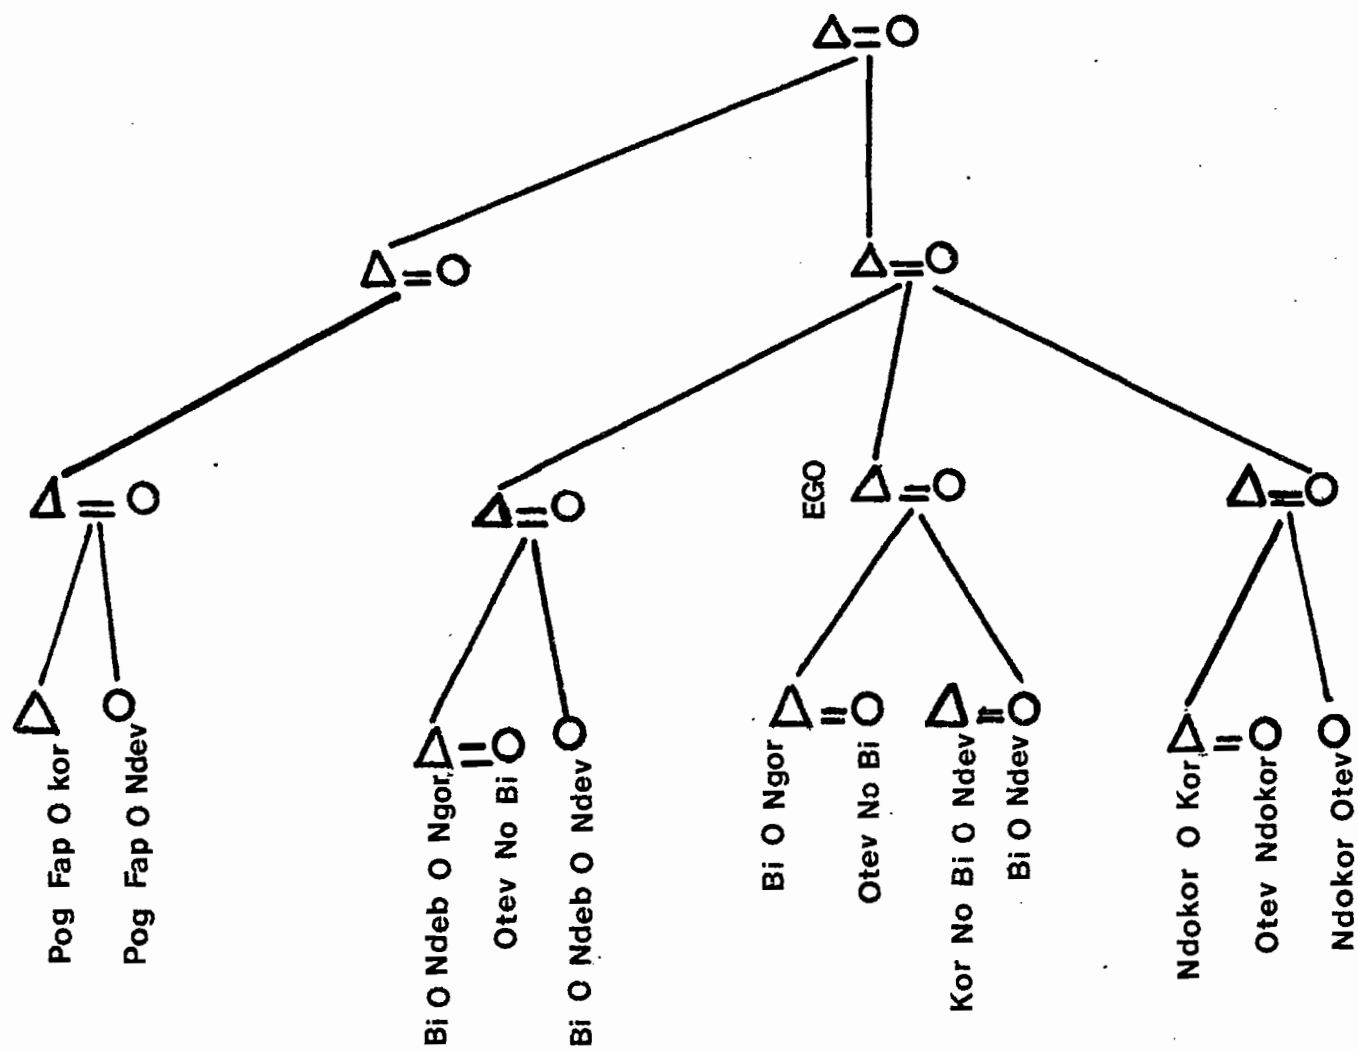 EGO
Pog Fap O kor
Pog Fap O Ndev
Bi O Ndeb O Ngor
Otev No Bi
Bi O Ndeb O Ndev
Bi O Ngor
Otev No Bi
Kor No Bi O Ndev
Bi O Ndev
Ndokor O Kor
Otev Ndokor
Ndokor Otev